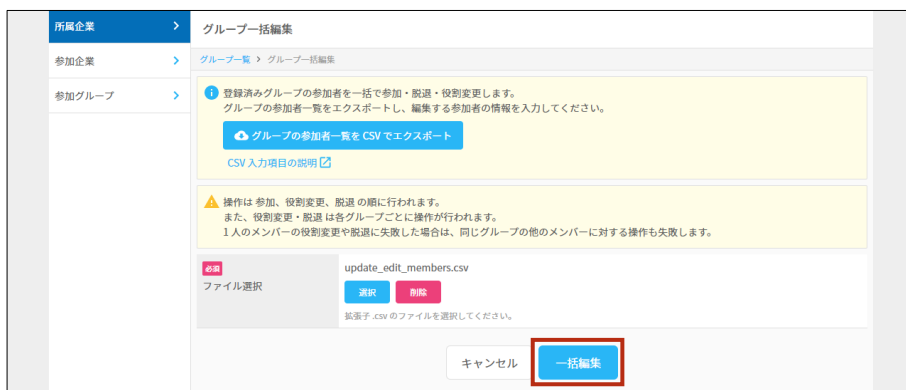 所属企業
参加企業
参加グループ
グループ一括編集
グループ一覧 > グループ一括編集
登録済みグループの参加者を一括で参加・脱退・役割変更します。
グループの参加者一覧をエクスポートし、編集する参加者の情報を入力してください。
グループの参加者一覧を CSV でエクスポート
CSV 入力項目の説明
操作は 参加、役割変更、脱退 の順に行われます。
また、役割変更・脱退 は各グループごとに操作が行われます。
1 人のメンバーの役割変更や脱退に失敗した場合は、同じグループの他のメンバーに対する操作も失敗します。
必須
ファイル選択
update_edit_members.csv
選択 削除
拡張子 .csv のファイルを選択してください。
キャンセル 一括編集